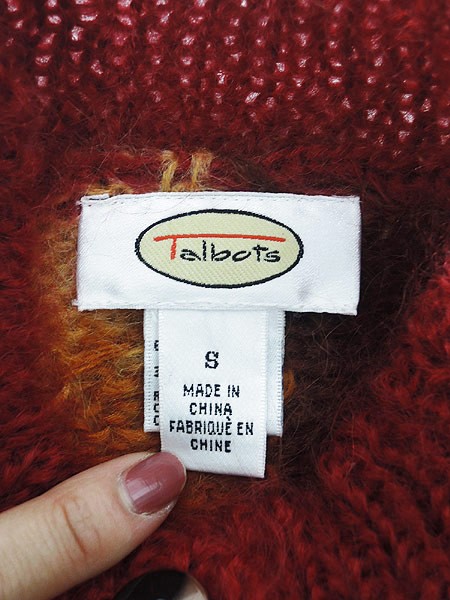 Talbots
S
MADE IN
CHINA
FABRIQUÉ EN
CHINE